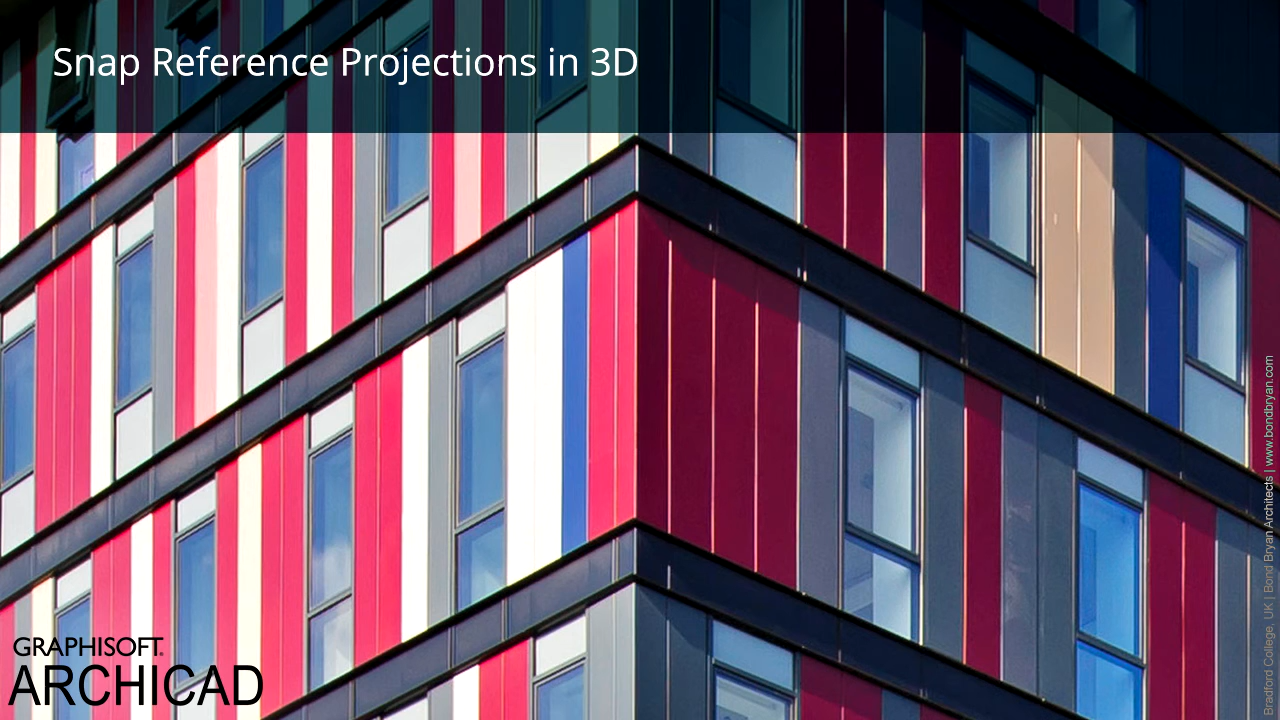 Snap Reference Projections in 3D
GRAPHISOFT®
ARCHICAD
Bradford College, UK | Bond Bryan Architects | www.bondbryan.com